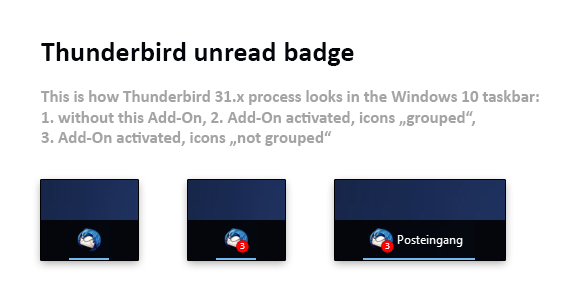 Thunderbird unread badge
This is how Thunderbird 31.x process looks in the Windows 10 taskbar:
1. without this Add-On, 2. Add-On activated, icons „grouped“,
3. Add-On activated, icons „not grouped“
3
3 Posteingang